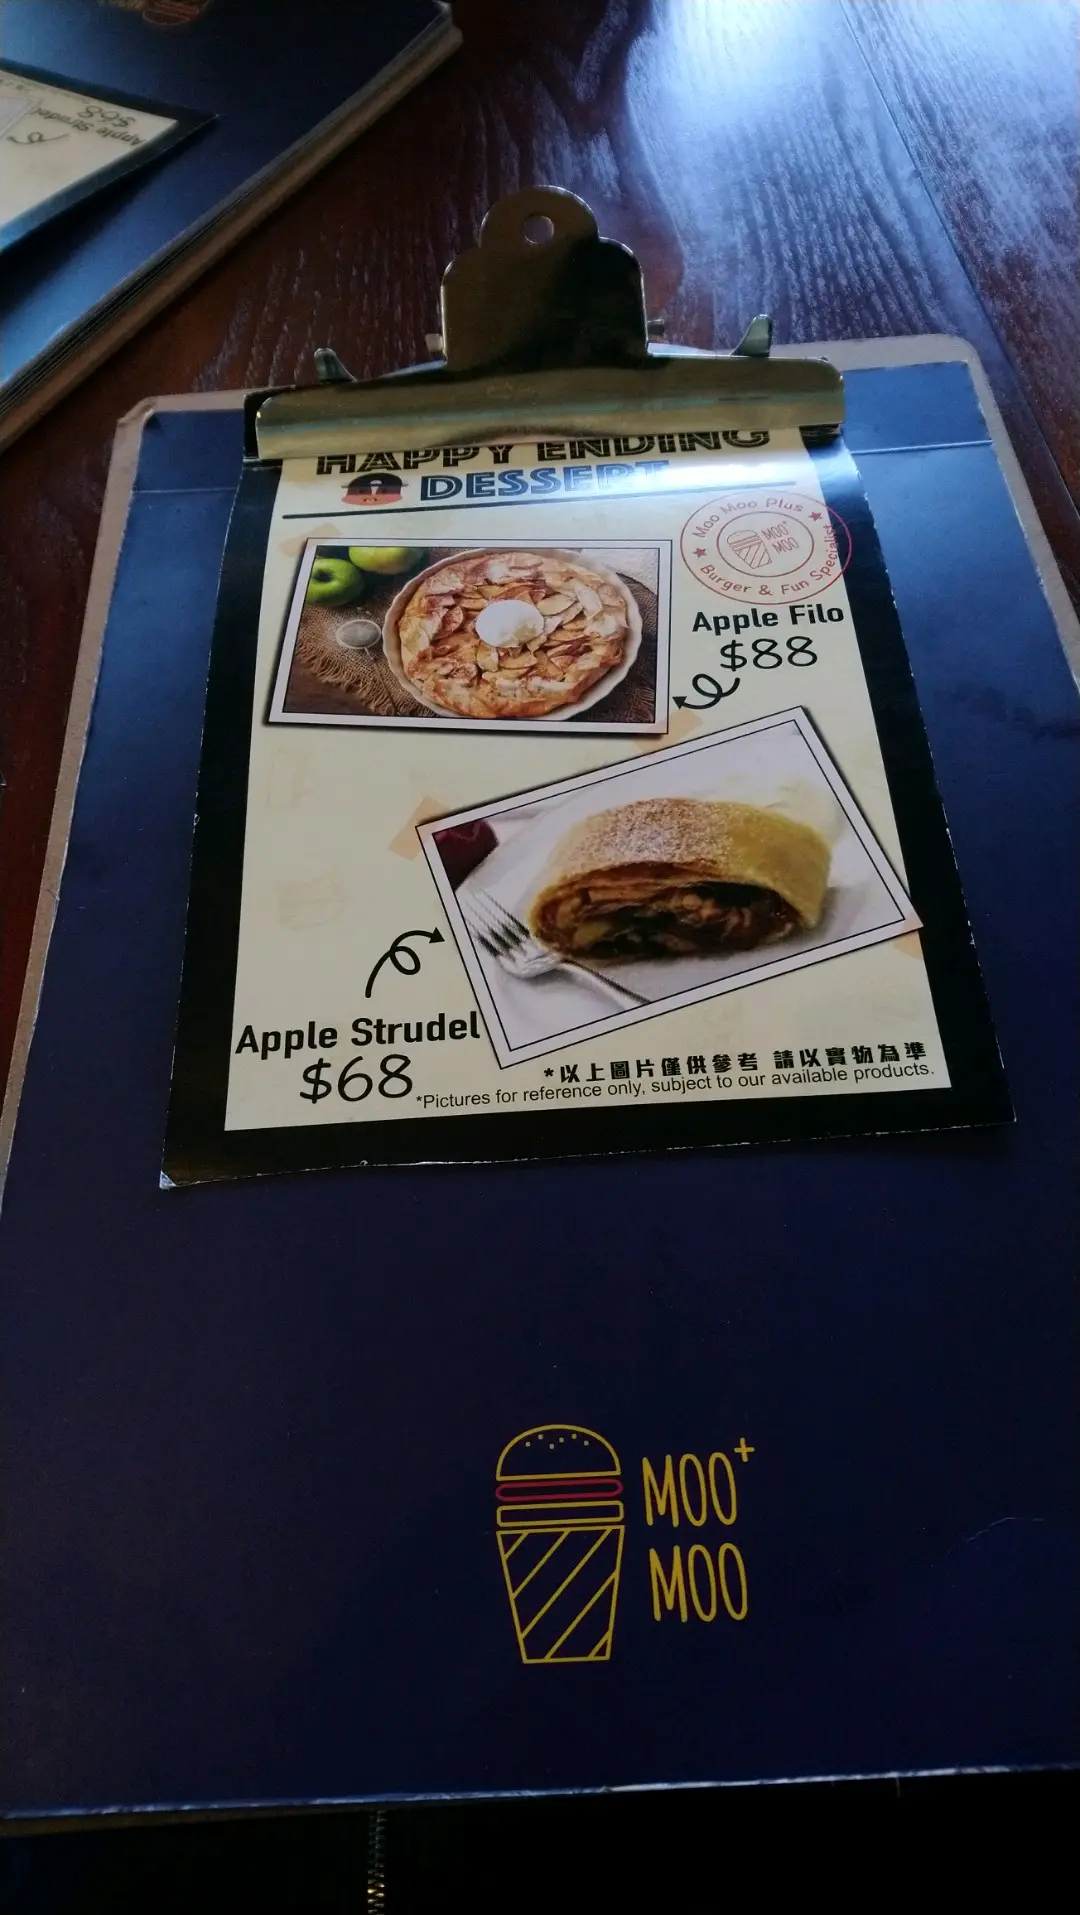 Apple Strudel
$68
HAPPY ENDING
DESSERT
Moo Moo Plus
MOO+
MOO
Burger & Fun Specialist
Apple Filo
$88
Apple Strudel
$68
*以上圖片僅供參考 請以實物為準
*Pictures for reference only, subject to our available products.
MOO+
MOO